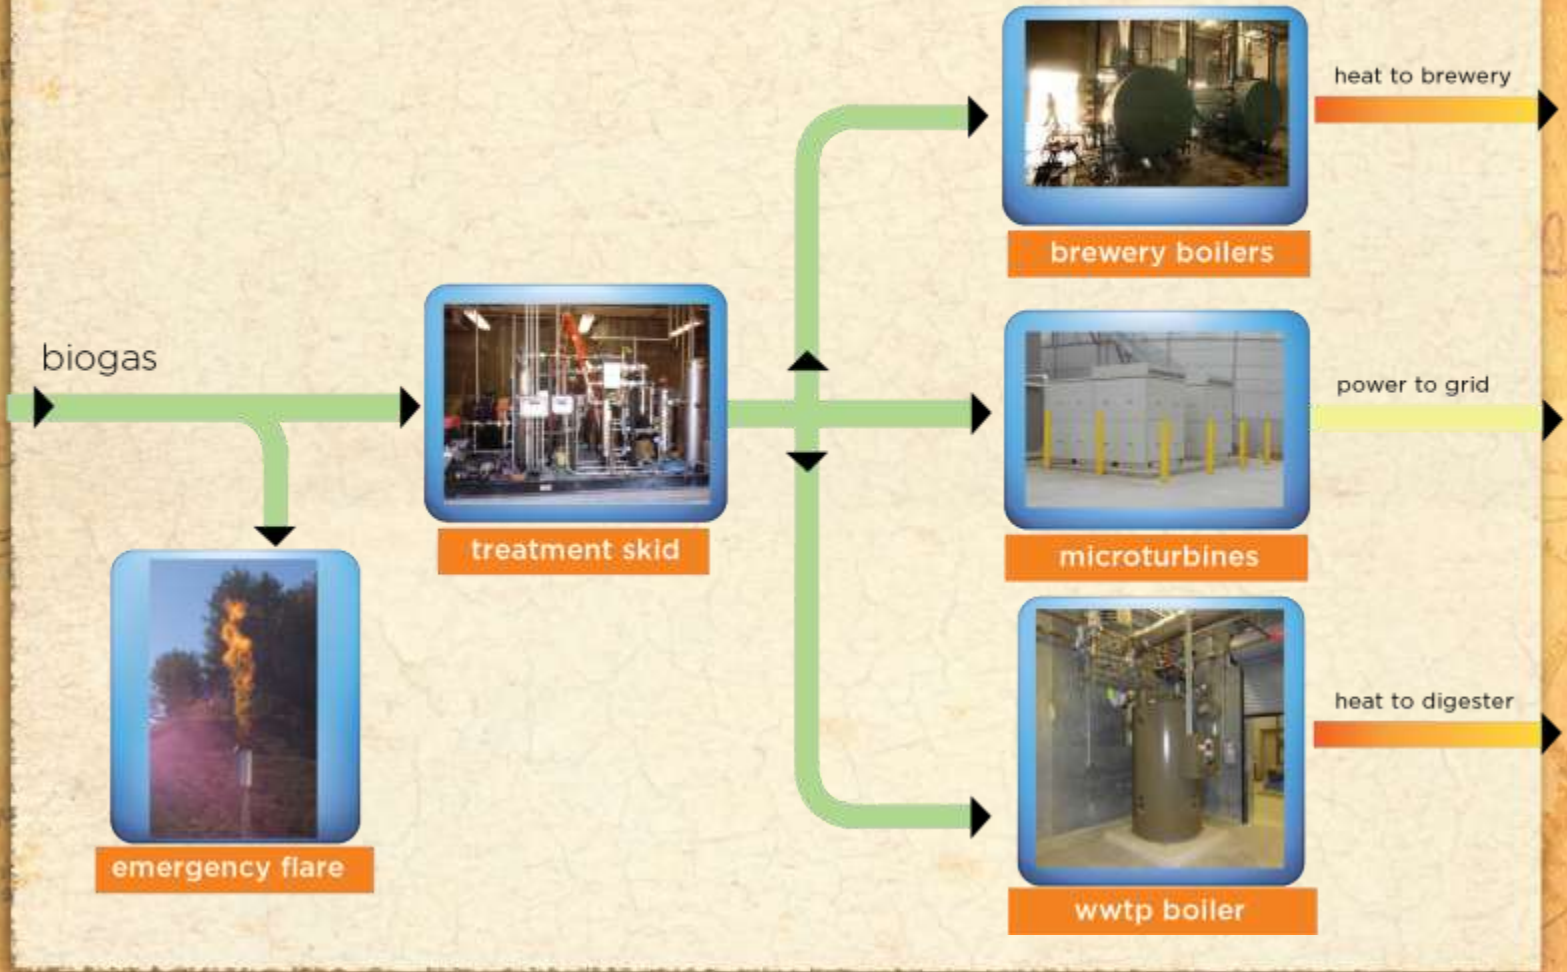 heat to brewery
brewery boilers
biogas
power to grid
treatment skid
microturbines
heat to digester
emergency flare
wwtp boiler